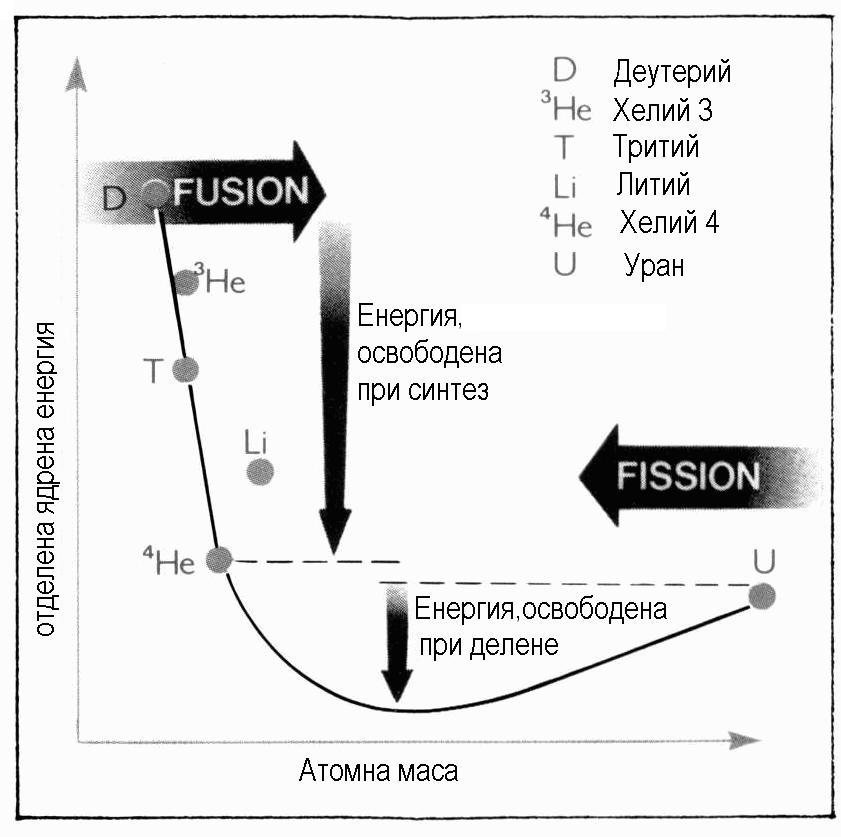 D Деутерий
³He Хелий 3
T Тритий
Li Литий
⁴He Хелий 4
U Уран
D
FUSION
³He
Енергия,
освободена
при синтез
T
Li
FISSION
⁴He
U
Енергия,освободена
при делене
отделена ядрена енергия
Атомна маса